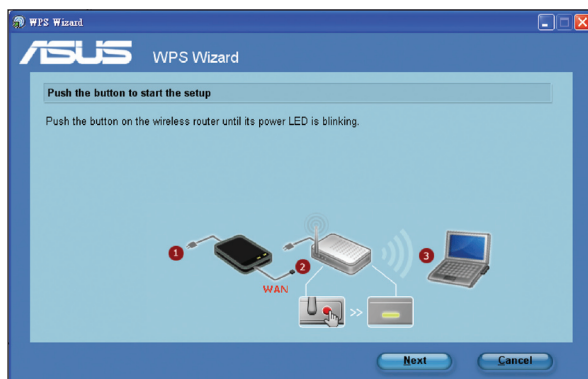 WPS Wizard
ASUS WPS Wizard
Push the button to start the setup
Push the button on the wireless router until its power LED is blinking.
1
2
3
WAN
>>
Next
Cancel